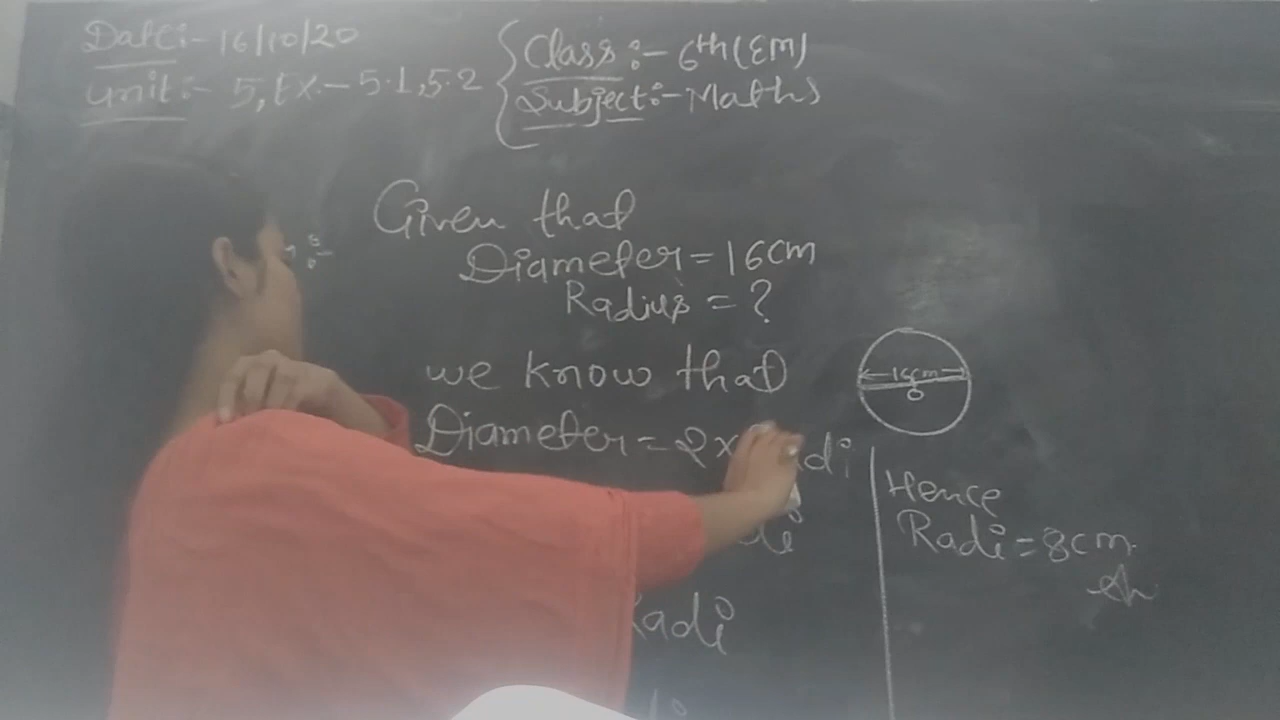 Date:- 16/10/20
Unit:- 5, Ex.- 5.1, 5.2
Class :- 6th (EM)
Subject:- Maths
Given that
Diameter = 16cm
Radius = ?
we know that
16cm
O
Diameter = 2 x Radi
Radi
Hence
Radi = 8cm.